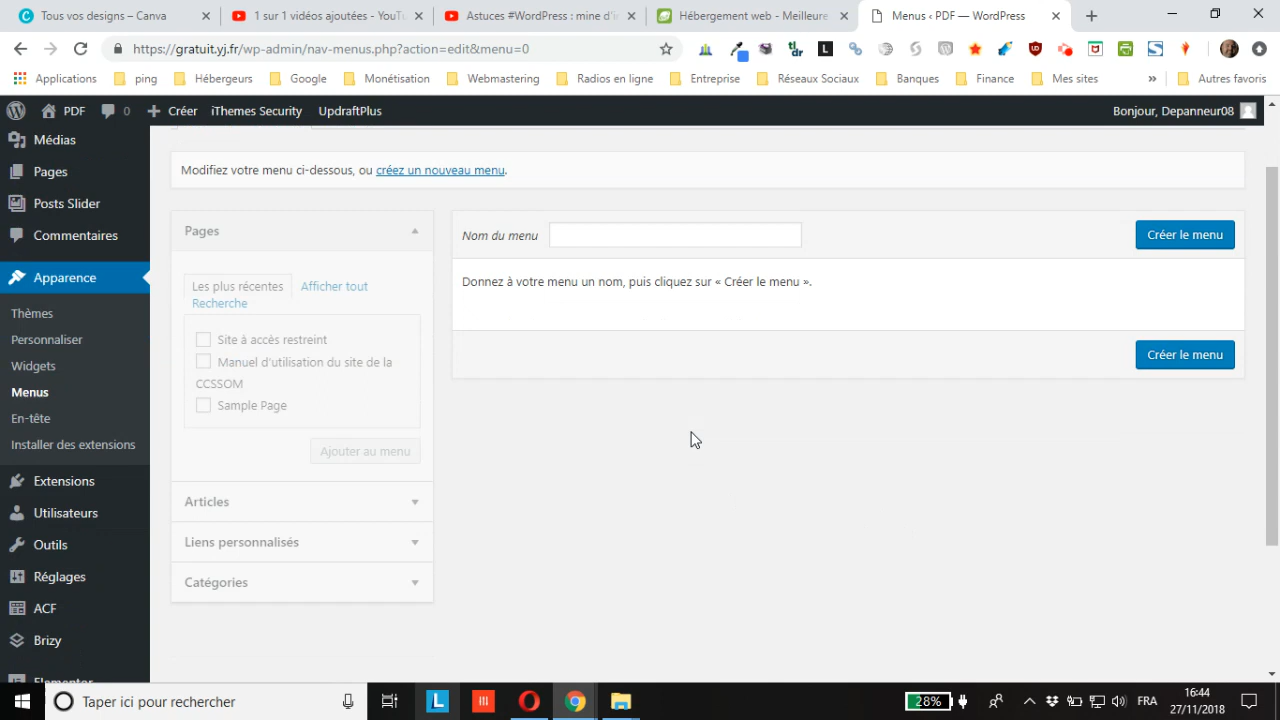 Tous vos designs – Canva
1 sur 1 vidéos ajoutées - YouTu
Astuces #WordPress : mine d'in
Hébergement web - Meilleure
Menus ‹ PDF — WordPress
https://gratuit.yj.fr/wp-admin/nav-menus.php?action=edit&menu=0
Applications
ping
Hébergeurs
Google
Monétisation
Webmastering
Radios en ligne
Entreprise
Réseaux Sociaux
Banques
Finance
Mes sites
»
Autres favoris
PDF
0
Créer
iThemes Security
UpdraftPlus
Bonjour, Depanneur08
Médias
Pages
Posts Slider
Commentaires
Apparence
Thèmes
Personnaliser
Widgets
Menus
En-tête
Installer des extensions
Extensions
Utilisateurs
Outils
Réglages
ACF
Brizy
Elementor
Modifiez votre menu ci-dessous, ou créez un nouveau menu.
Pages
Les plus récentes
Afficher tout
Recherche
Site à accès restreint
Manuel d'utilisation du site de la
CCSSOM
Sample Page
Ajouter au menu
Articles
Liens personnalisés
Catégories
Nom du menu
Créer le menu
Donnez à votre menu un nom, puis cliquez sur « Créer le menu ».
Créer le menu
Taper ici pour rechercher
28%
FRA
16:44
27/11/2018